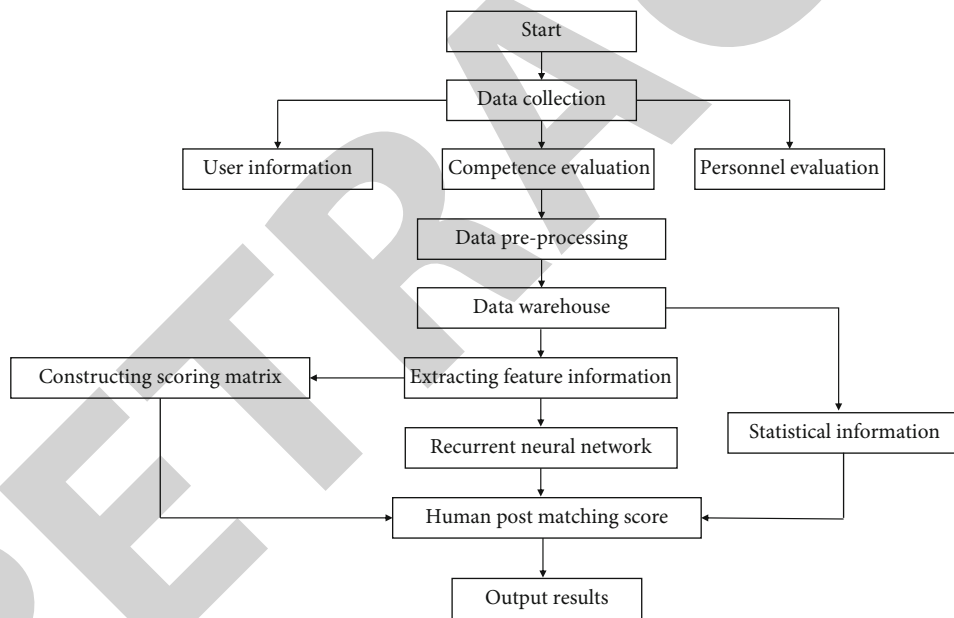 Start
Data collection
User information
Competence evaluation
Personnel evaluation
Data pre-processing
Data warehouse
Constructing scoring matrix
Extracting feature information
Statistical information
Recurrent neural network
Human post matching score
Output results